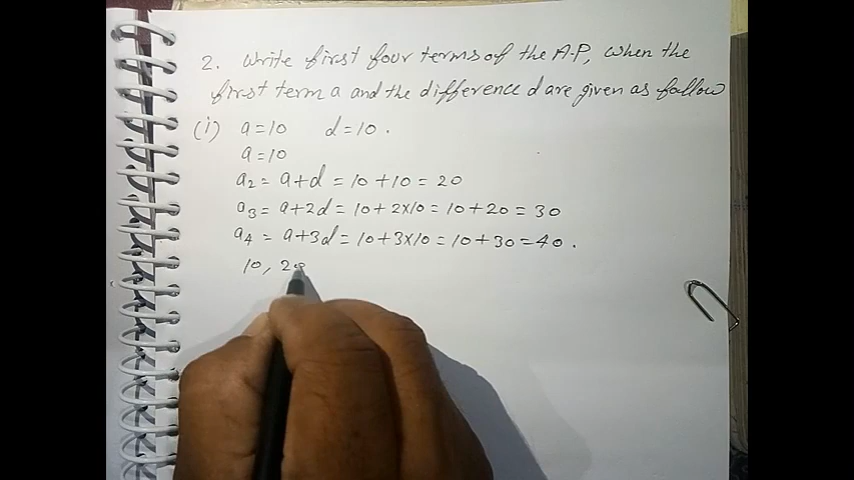 2. Write first four terms of the A.P, when the
first term a and the difference d are given as follow
(i) a=10 d=10.
a=10
a2 = a+d = 10+10 = 20
a3 = a+2d = 10+2×10 = 10+20 = 30
a4 = a+3d = 10+3×10 = 10+30 = 40.
10, 20